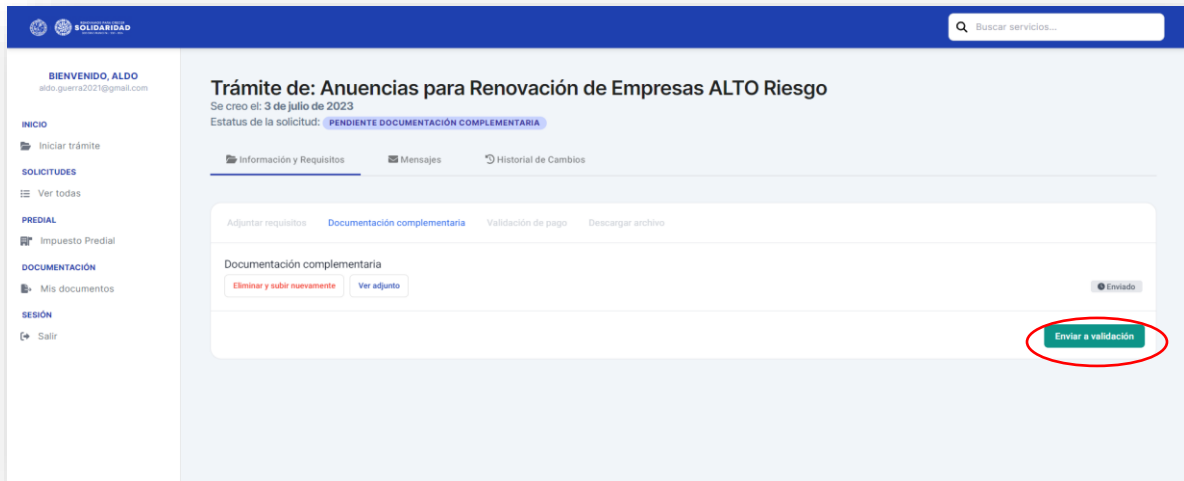 SOLIDARIDAD
Buscar servicios...
BIENVENIDO, ALDO
aldo.guerra2021@gmail.com
INICIO
Iniciar trámite
SOLICITUDES
Ver todas
PREDIAL
Impuesto Predial
DOCUMENTACIÓN
Mis documentos
SESIÓN
Salir
Trámite de: Anuencias para Renovación de Empresas ALTO Riesgo
Se creo el: 3 de julio de 2023
Estatus de la solicitud: PENDIENTE DOCUMENTACIÓN COMPLEMENTARIA
Información y Requisitos Mensajes Historial de Cambios
Adjuntar requisitos Documentación complementaria Validación de pago Descargar archivo
Documentación complementaria
Eliminar y subir nuevamente Ver adjunto Enviado
Enviar a validación